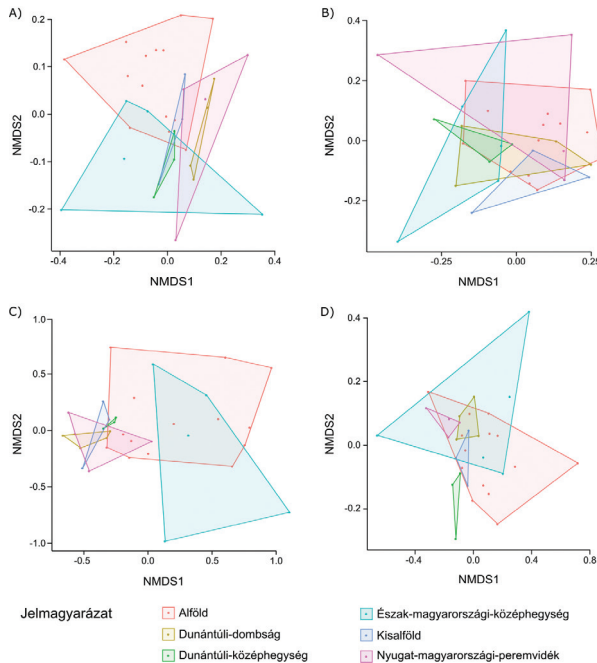 A)
B)
0.2
0.1
0.0
-0.1
-0.2
NMDS2
-0.4
-0.2
0.0
0.2
0.4
NMDS1
0.4
0.2
0.0
-0.2
NMDS2
-0.25
0.00
0.25
NMDS1
C)
D)
1.0
0.5
0.0
-0.5
-1.0
NMDS2
-0.5
0.0
0.5
1.0
NMDS1
0.4
0.2
0.0
-0.2
NMDS2
-0.4
0.0
0.4
0.8
NMDS1
Jelmagyarázat
Alföld
Dunántúli-dombság
Dunántúli-középhegység
Észak-magyarországi-középhegység
Kisalföld
Nyugat-magyarországi-peremvidék